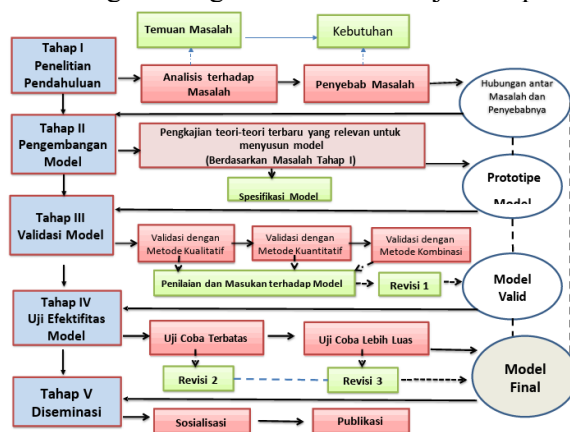 Temuan Masalah
Kebutuhan
Tahap I
Penelitian
Pendahuluan
Analisis terhadap
Masalah
Penyebab Masalah
Hubungan antar
Masalah dan
Penyebabnya
Tahap II
Pengembangan
Model
Pengkajian teori-teori terbaru yang relevan untuk
menyusun model
(Berdasarkan Masalah Tahap I)
Spesifikasi Model
Prototipe
Model
Tahap III
Validasi Model
Validasi dengan
Metode Kualitatif
Validasi dengan
Metode Kuantitatif
Validasi dengan
Metode Kombinasi
Penilaian dan Masukan terhadap Model
Revisi 1
Model
Valid
Tahap IV
Uji Efektifitas
Model
Uji Coba Terbatas
Uji Coba Lebih Luas
Revisi 2
Revisi 3
Model
Final
Tahap V
Diseminasi
Sosialisasi
Publikasi